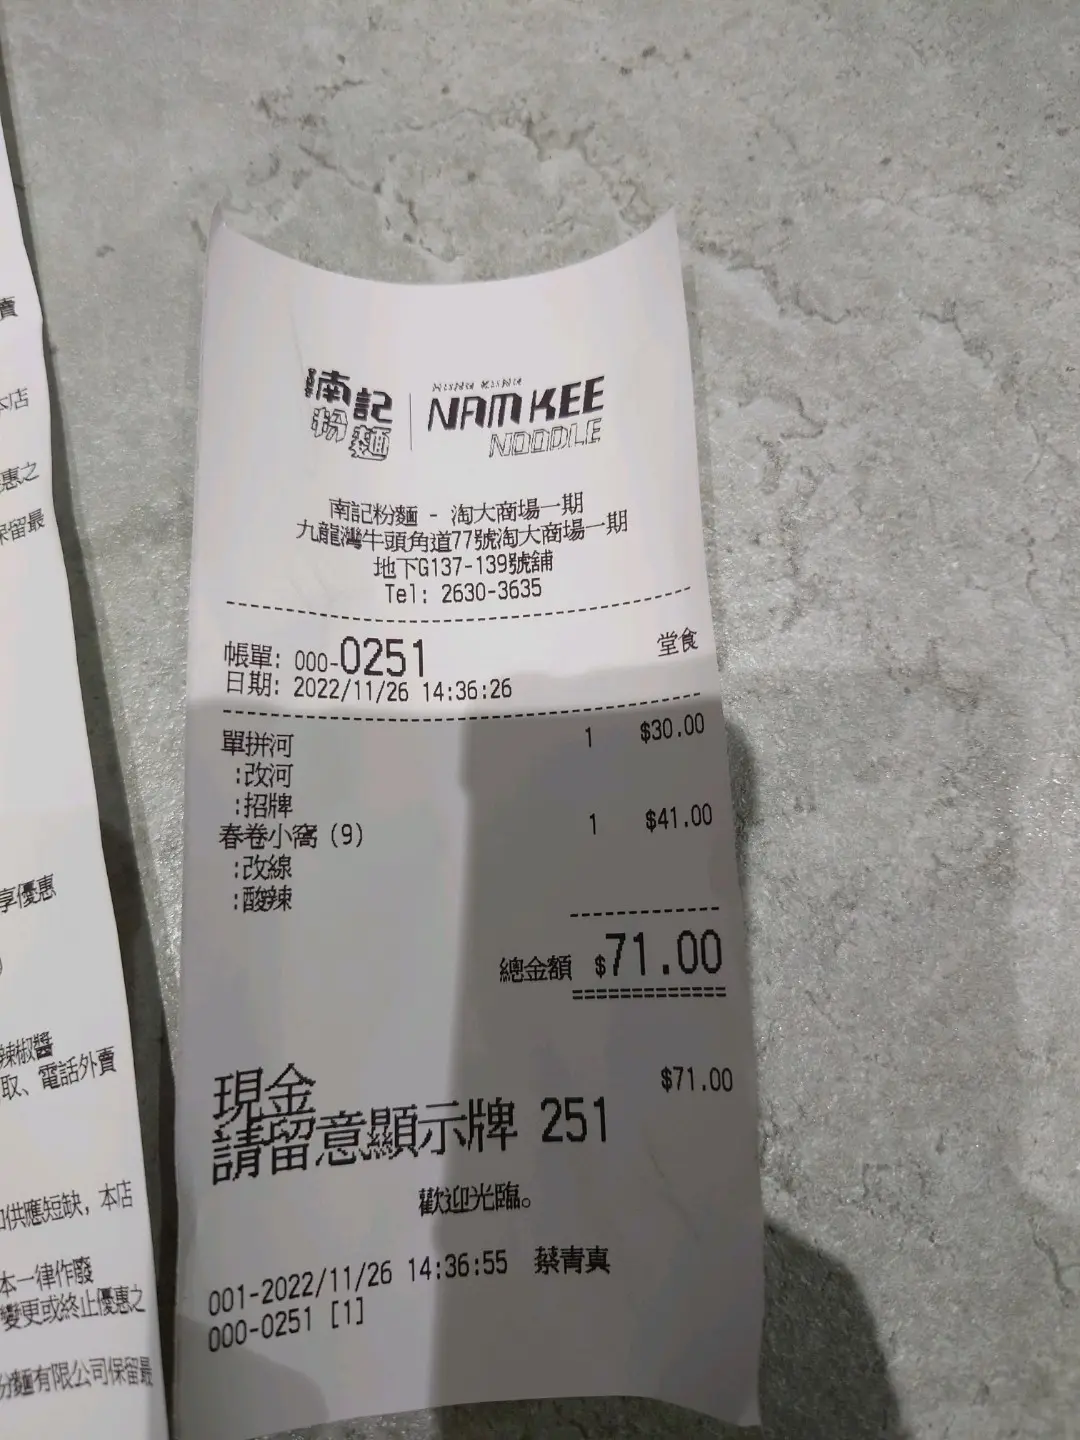 賣
本店
惠之
保留最
享優惠
辣椒醬
取、電話外賣
供應短缺，本店
本一律作廢
變更或終止優惠之
粉麵有限公司保留最
南記
粉麵
HONG KONG
NAM KEE
NOODLE
南記粉麵 - 淘大商場一期
九龍灣牛頭角道77號淘大商場一期
地下G137-139號舖
Tel: 2630-3635
帳單: 000-0251 堂食
日期: 2022/11/26 14:36:26
單拼河 1 $30.00
:改河
:招牌
春卷小窩 (9) 1 $41.00
:改線
:酸辣
總金額 $71.00
現金 $71.00
請留意顯示牌 251
歡迎光臨。
001-2022/11/26 14:36:55 蔡青真
000-0251 [1]